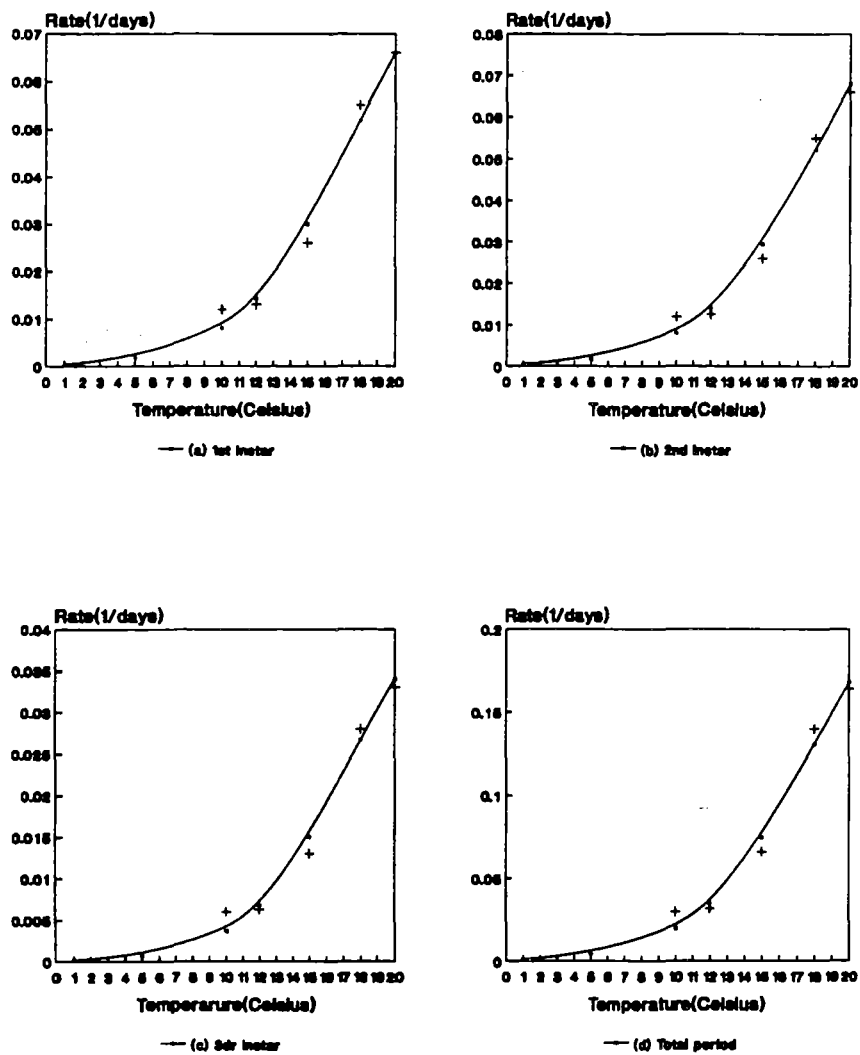 Rate(1/days)
0.07
0.06
0.05
0.04
0.03
0.02
0.01
0
0 1 2 3 4 5 6 7 8 9 10 11 12 13 14 15 16 17 18 19 20
Temperature(Celsius)
(a) 1st instar
Rate(1/days)
0.08
0.07
0.06
0.05
0.04
0.03
0.02
0.01
0
0 1 2 3 4 5 6 7 8 9 10 11 12 13 14 15 16 17 18 19 20
Temperature(Celsius)
(b) 2nd instar
Rate(1/days)
0.04
0.035
0.03
0.025
0.02
0.015
0.01
0.005
0
0 1 2 3 4 5 6 7 8 9 10 11 12 13 14 15 16 17 18 19 20
Temperarure(Celsius)
(c) 3dr instar
Rate(1/days)
0.2
0.15
0.1
0.05
0
0 1 2 3 4 5 6 7 8 9 10 11 12 13 14 15 16 17 18 19 20
Temperature(Celsius)
(d) Total period